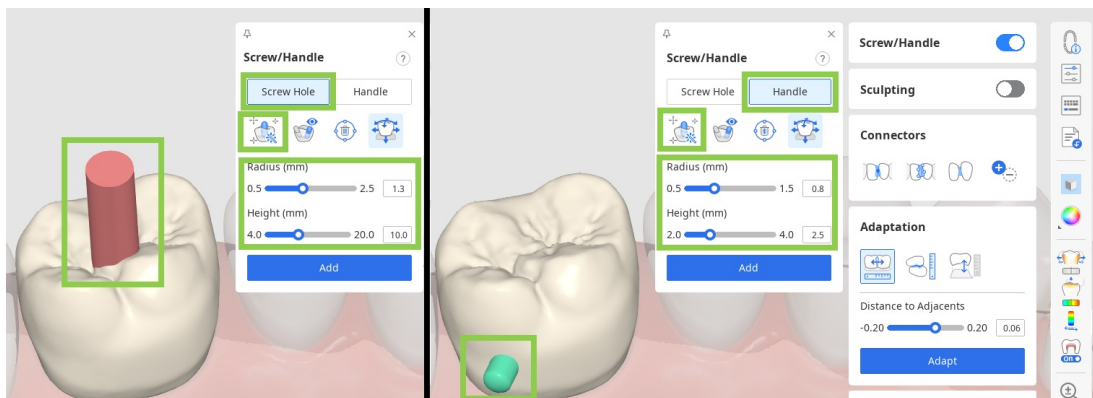 Screw/Handle
?
Screw Hole
Handle
Radius (mm)
0.5
2.5
1.3
Height (mm)
4.0
20.0
10.0
Add
Screw/Handle
?
Screw Hole
Handle
Radius (mm)
0.5
1.5
0.8
Height (mm)
2.0
4.0
2.5
Add
Screw/Handle
Sculpting
Connectors
Adaptation
Distance to Adjacents
-0.20
0.20
0.06
Adapt
ON